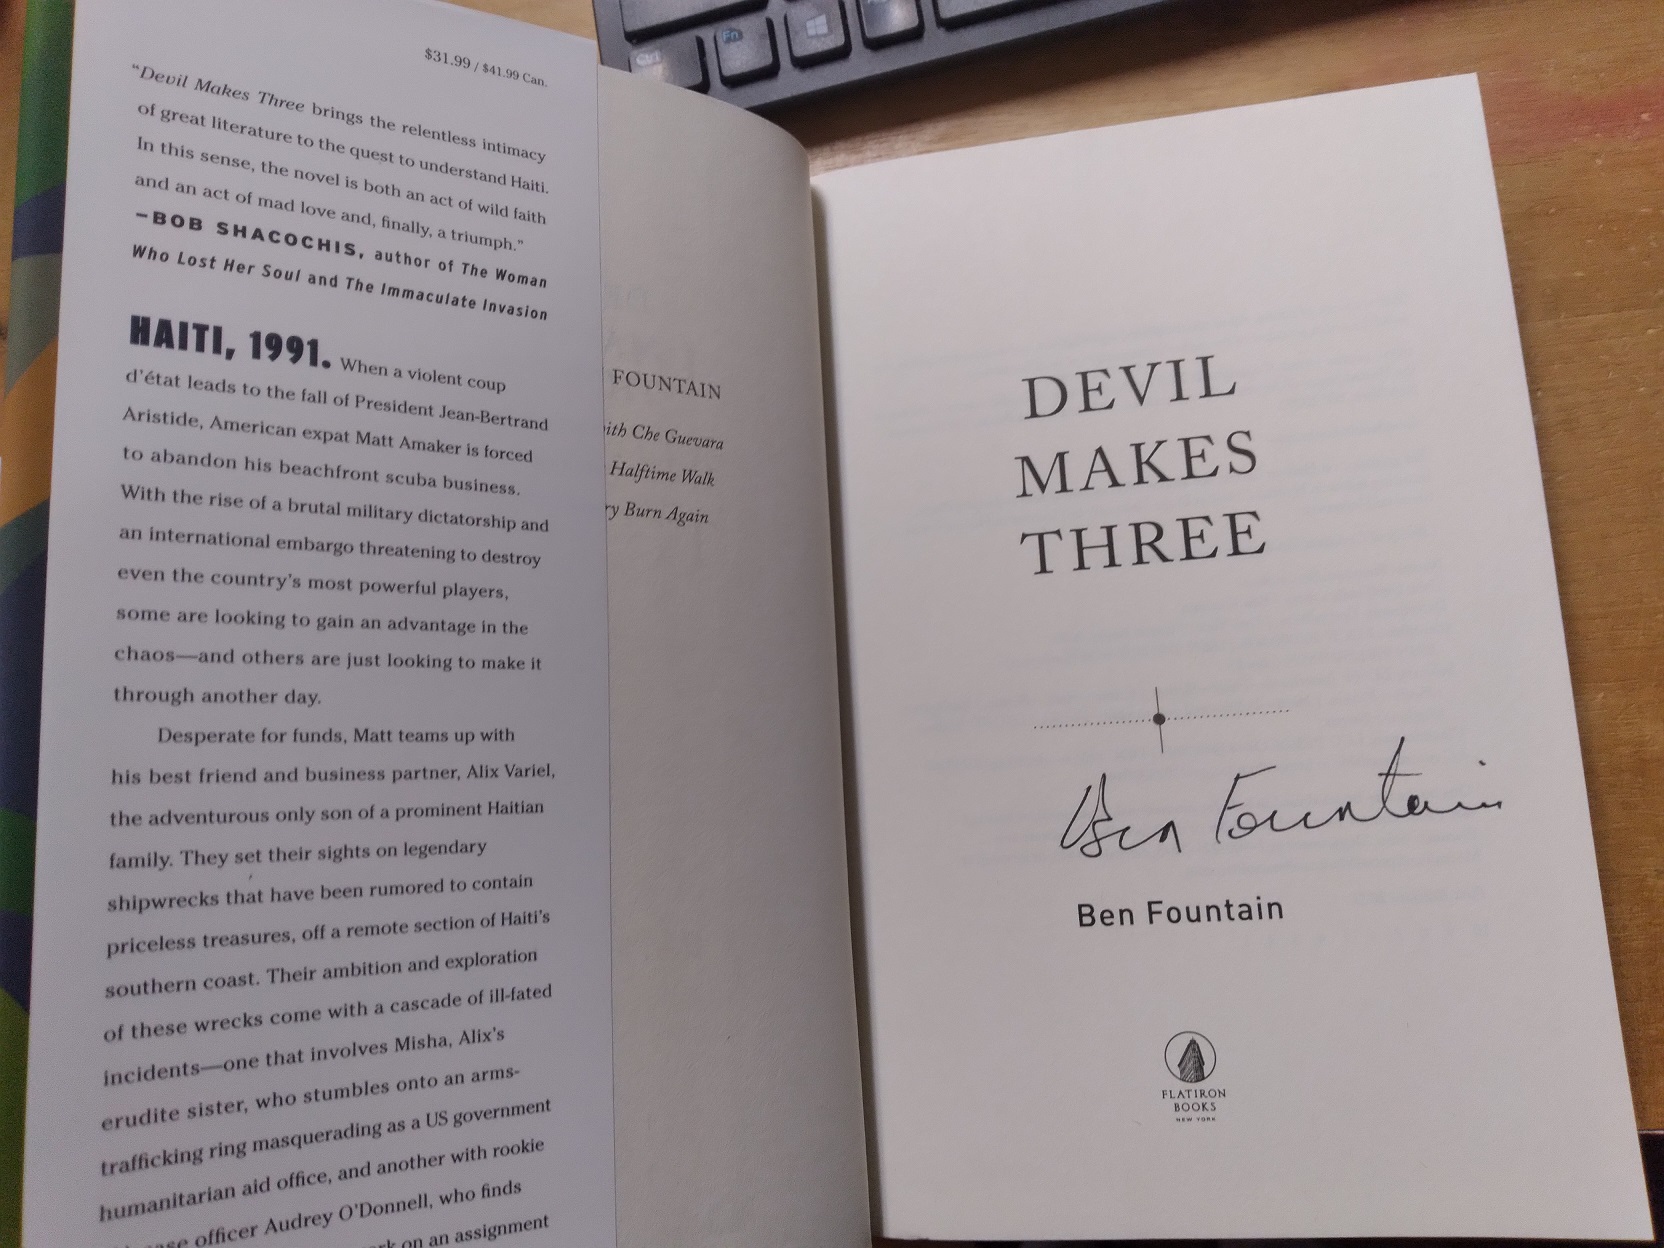 Ctrl
Fn
$31.99 / $41.99 Can.
“Devil Makes Three brings the relentless intimacy
of great literature to the quest to understand Haiti.
In this sense, the novel is both an act of wild faith
and an act of mad love and, finally, a triumph.”
—BOB SHACOCHIS, author of The Woman
Who Lost Her Soul and The Immaculate Invasion
HAITI, 1991. When a violent coup
d’état leads to the fall of President Jean-Bertrand
Aristide, American expat Matt Amaker is forced
to abandon his beachfront scuba business.
With the rise of a brutal military dictatorship and
an international embargo threatening to destroy
even the country’s most powerful players,
some are looking to gain an advantage in the
chaos—and others are just looking to make it
through another day.
Desperate for funds, Matt teams up with
his best friend and business partner, Alix Variel,
the adventurous only son of a prominent Haitian
family. They set their sights on legendary
shipwrecks that have been rumored to contain
priceless treasures, off a remote section of Haiti’s
southern coast. Their ambition and exploration
of these wrecks come with a cascade of ill-fated
incidents—one that involves Misha, Alix’s
erudite sister, who stumbles onto an arms-
trafficking ring masquerading as a US government
humanitarian aid office, and another with rookie
officer Audrey O’Donnell, who finds
on an assignment
FOUNTAIN
Che Guevara
Halftime Walk
Burn Again
DEVIL
MAKES
THREE
Ben Fountain
Ben Fountain
FLATIRON
BOOKS
NEW YORK